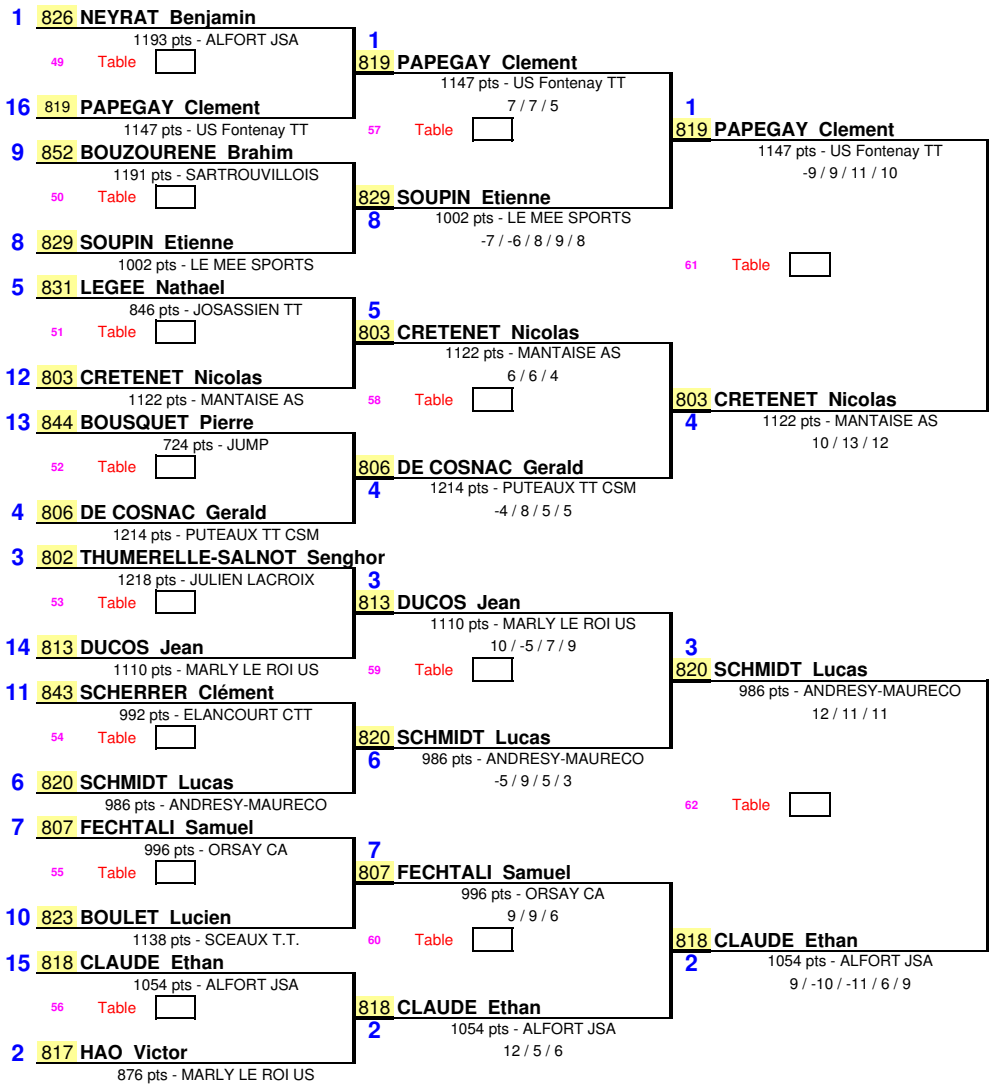 1 826 NEYRAT Benjamin
1193 pts - ALFORT JSA
49 Table
16 819 PAPEGAY Clement
1147 pts - US Fontenay TT
9 852 BOUZOURENE Brahim
1191 pts - SARTROUVILLOIS
50 Table
8 829 SOUPIN Etienne
1002 pts - LE MEE SPORTS
5 831 LEGEE Nathael
846 pts - JOSASSIEN TT
51 Table
12 803 CRETENET Nicolas
1122 pts - MANTAISE AS
13 844 BOUSQUET Pierre
724 pts - JUMP
52 Table
4 806 DE COSNAC Gerald
1214 pts - PUTEAUX TT CSM
3 802 THUMERELLE-SALNOT Senghor
1218 pts - JULIEN LACROIX
53 Table
14 813 DUCOS Jean
1110 pts - MARLY LE ROI US
11 843 SCHERRER Clément
992 pts - ELANCOURT CTT
54 Table
6 820 SCHMIDT Lucas
986 pts - ANDRESY-MAURECO
7 807 FECHTALI Samuel
996 pts - ORSAY CA
55 Table
10 823 BOULET Lucien
1138 pts - SCEAUX T.T.
15 818 CLAUDE Ethan
1054 pts - ALFORT JSA
56 Table
2 817 HAO Victor
876 pts - MARLY LE ROI US
1
819 PAPEGAY Clement
1147 pts - US Fontenay TT
7 / 7 / 5
57 Table
829 SOUPIN Etienne
8
1002 pts - LE MEE SPORTS
-7 / -6 / 8 / 9 / 8
5
803 CRETENET Nicolas
1122 pts - MANTAISE AS
6 / 6 / 4
58 Table
806 DE COSNAC Gerald
4
1214 pts - PUTEAUX TT CSM
-4 / 8 / 5 / 5
3
813 DUCOS Jean
1110 pts - MARLY LE ROI US
10 / -5 / 7 / 9
59 Table
820 SCHMIDT Lucas
6
986 pts - ANDRESY-MAURECO
-5 / 9 / 5 / 3
7
807 FECHTALI Samuel
996 pts - ORSAY CA
9 / 9 / 6
60 Table
818 CLAUDE Ethan
2
1054 pts - ALFORT JSA
12 / 5 / 6
1
819 PAPEGAY Clement
1147 pts - US Fontenay TT
-9 / 9 / 11 / 10
61 Table
803 CRETENET Nicolas
4
1122 pts - MANTAISE AS
10 / 13 / 12
3
820 SCHMIDT Lucas
986 pts - ANDRESY-MAURECO
12 / 11 / 11
62 Table
818 CLAUDE Ethan
2
1054 pts - ALFORT JSA
9 / -10 / -11 / 6 / 9